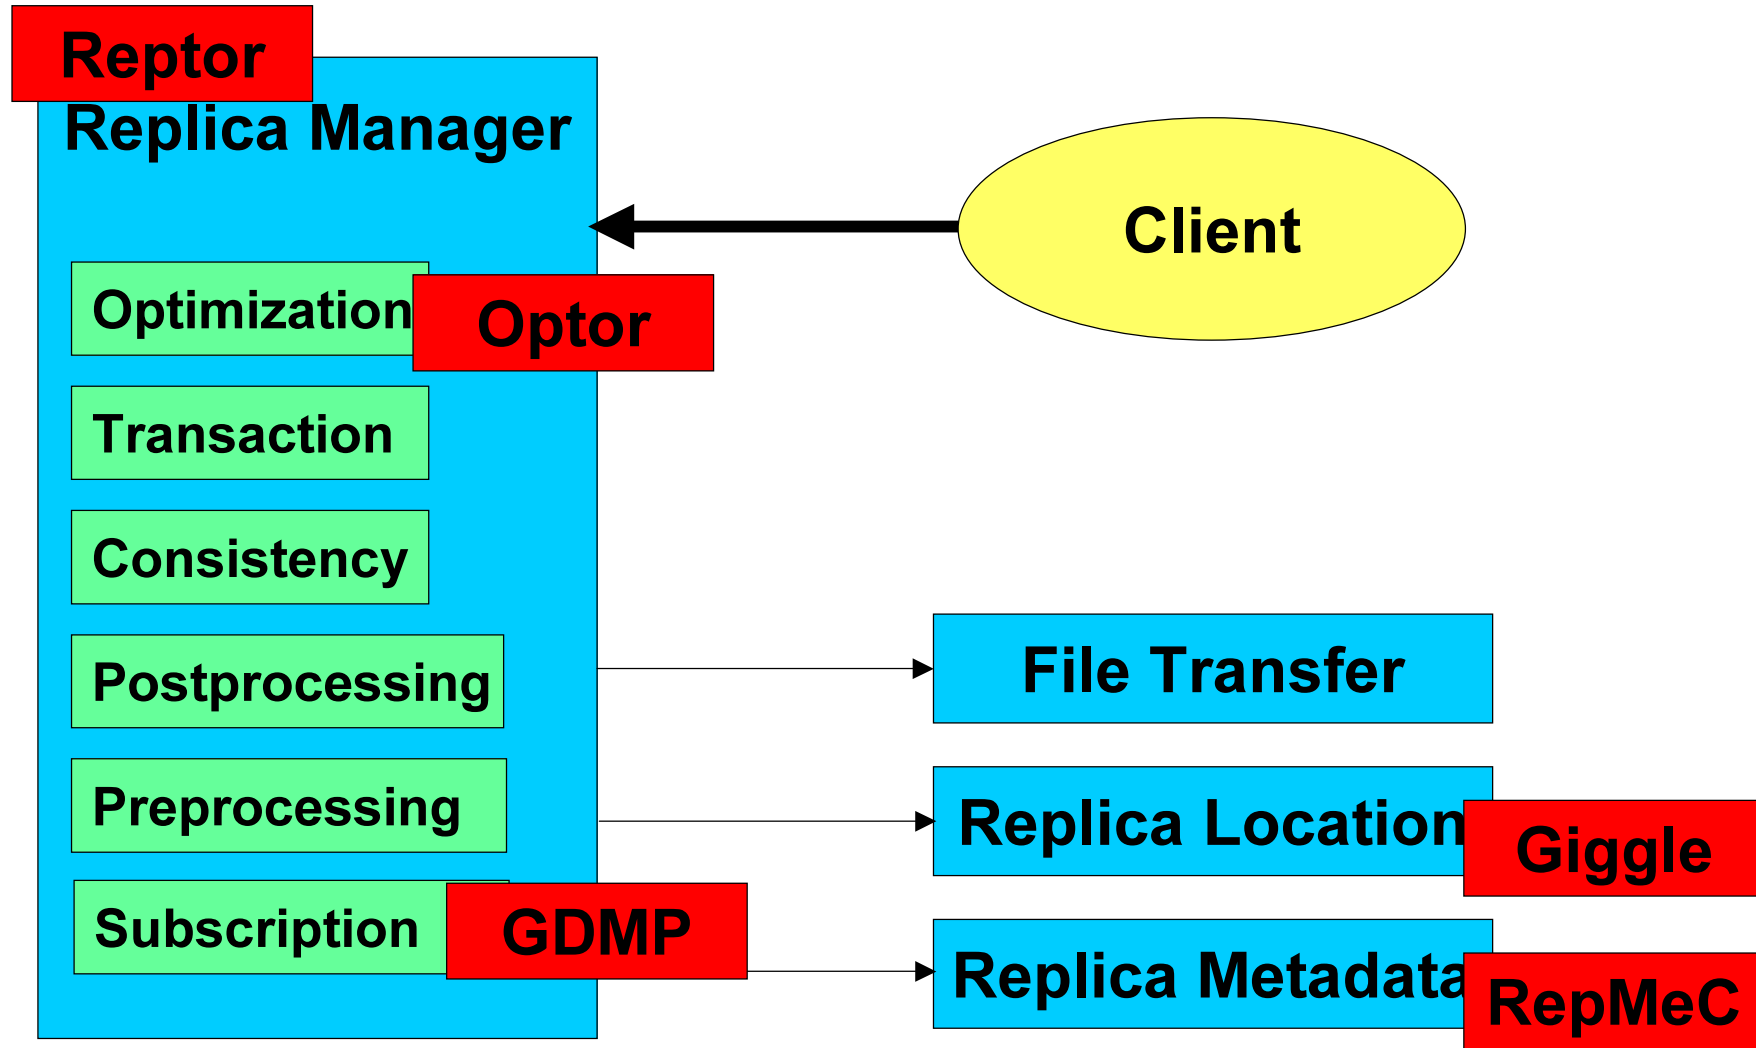 Reptor
Replica Manager
Client
Optimization
Optor
Transaction
Consistency
Postprocessing
File Transfer
Preprocessing
Replica Location
Giggle
Subscription
GDMP
Replica Metadata
RepMeC